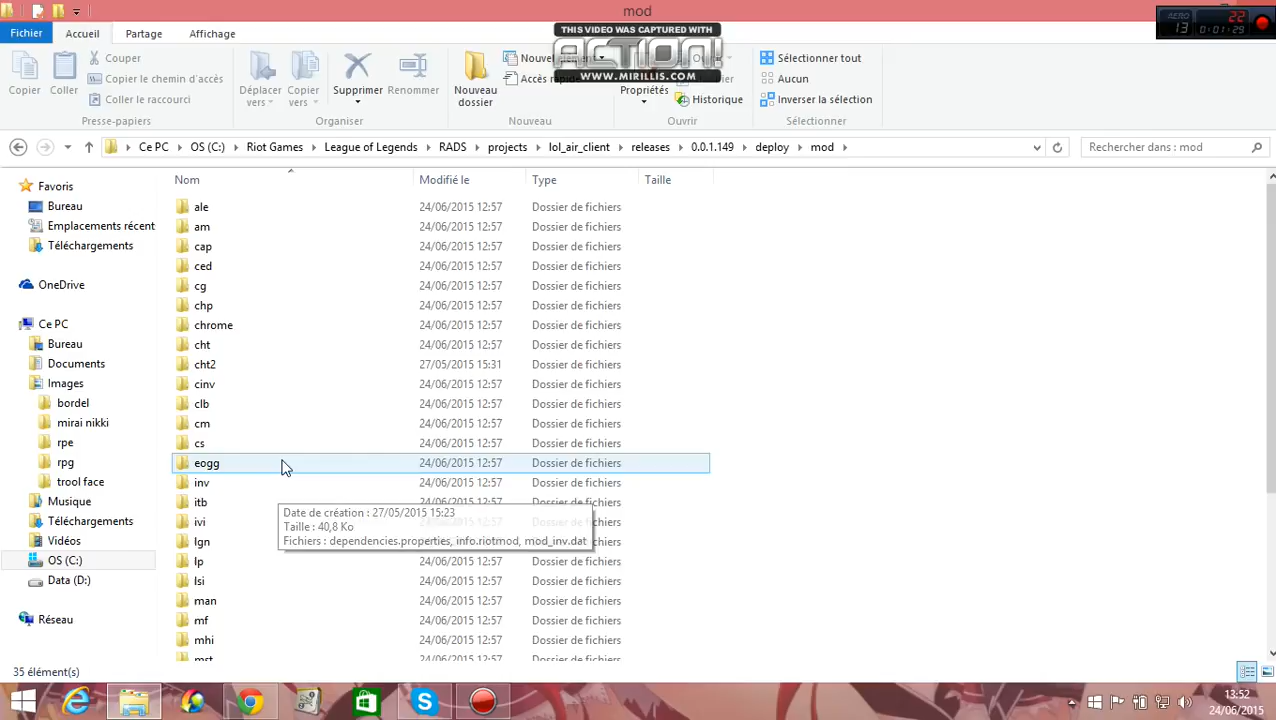 mod
AERO
13
22
0:01:29
THIS VIDEO WAS CAPTURED WITH
ACTION!
WWW.MIRILLIS.COM
Fichier Accueil Partage Affichage
Copier
Coller
Couper
Copier le chemin d'accès
Coller le raccourci
Déplacer vers
Copier vers
Supprimer
Renommer
Nouveau dossier
Propriétés
Historique
Sélectionner tout
Aucun
Inverser la sélection
Presse-papiers Organiser Nouveau Ouvrir Sélectionner
Ce PC OS (C:) Riot Games League of Legends RADS projects lol_air_client releases 0.0.1.149 deploy mod
Rechercher dans : mod
Nom Modifié le Type Taille
Favoris
Bureau
Emplacements récent
Téléchargements
OneDrive
Ce PC
Bureau
Documents
Images
bordel
mirai nikki
rpe
rpg
trool face
Musique
Téléchargements
Vidéos
OS (C:)
Data (D:)
Réseau
ale 24/06/2015 12:57 Dossier de fichiers
am 24/06/2015 12:57 Dossier de fichiers
cap 24/06/2015 12:57 Dossier de fichiers
ced 24/06/2015 12:57 Dossier de fichiers
cg 24/06/2015 12:57 Dossier de fichiers
chp 24/06/2015 12:57 Dossier de fichiers
chrome 24/06/2015 12:57 Dossier de fichiers
cht 24/06/2015 12:57 Dossier de fichiers
cht2 27/05/2015 15:31 Dossier de fichiers
cinv 24/06/2015 12:57 Dossier de fichiers
clb 24/06/2015 12:57 Dossier de fichiers
cm 24/06/2015 12:57 Dossier de fichiers
cs 24/06/2015 12:57 Dossier de fichiers
eogg 24/06/2015 12:57 Dossier de fichiers
inv 24/06/2015 12:57 Dossier de fichiers
itb
ivi
lgn
Date de création : 27/05/2015 15:23
Taille : 40,8 Ko
Fichiers : dependencies.properties, info.riotmod, mod_inv.dat
lp 24/06/2015 12:57 Dossier de fichiers
lsi 24/06/2015 12:57 Dossier de fichiers
man 24/06/2015 12:57 Dossier de fichiers
mf 24/06/2015 12:57 Dossier de fichiers
mhi 24/06/2015 12:57 Dossier de fichiers
mst 24/06/2015 12:57 Dossier de fichiers
35 élément(s)
13:52
24/06/2015